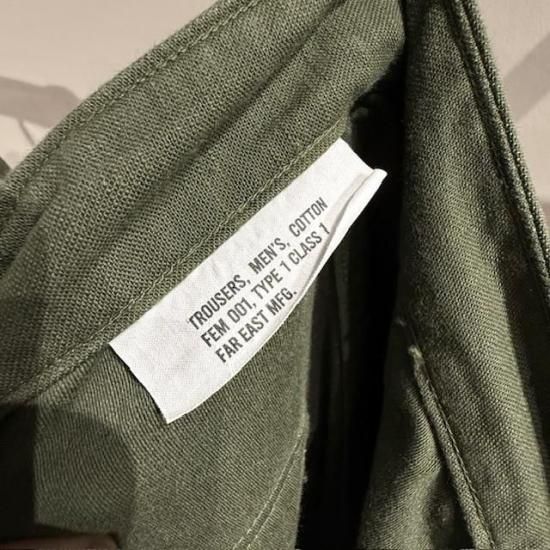 TROUSERS, MEN'S, COTTON
FEM 001, TYPE 1 CLASS 1
FAR EAST MFG.